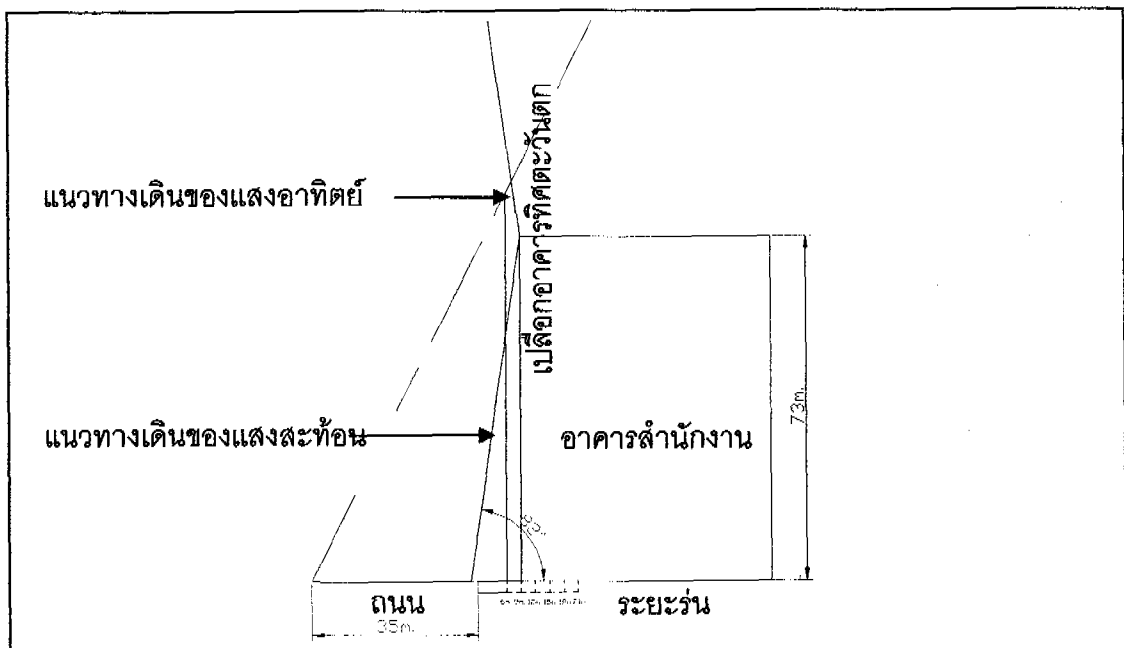 เปลือกอาคารทิศตะวันตก
แนวทางเดินของแสงอาทิตย์
แนวทางเดินของแสงสะท้อน
อาคารสำนักงาน
73m.
ถนน
ระยะร่น
35m.